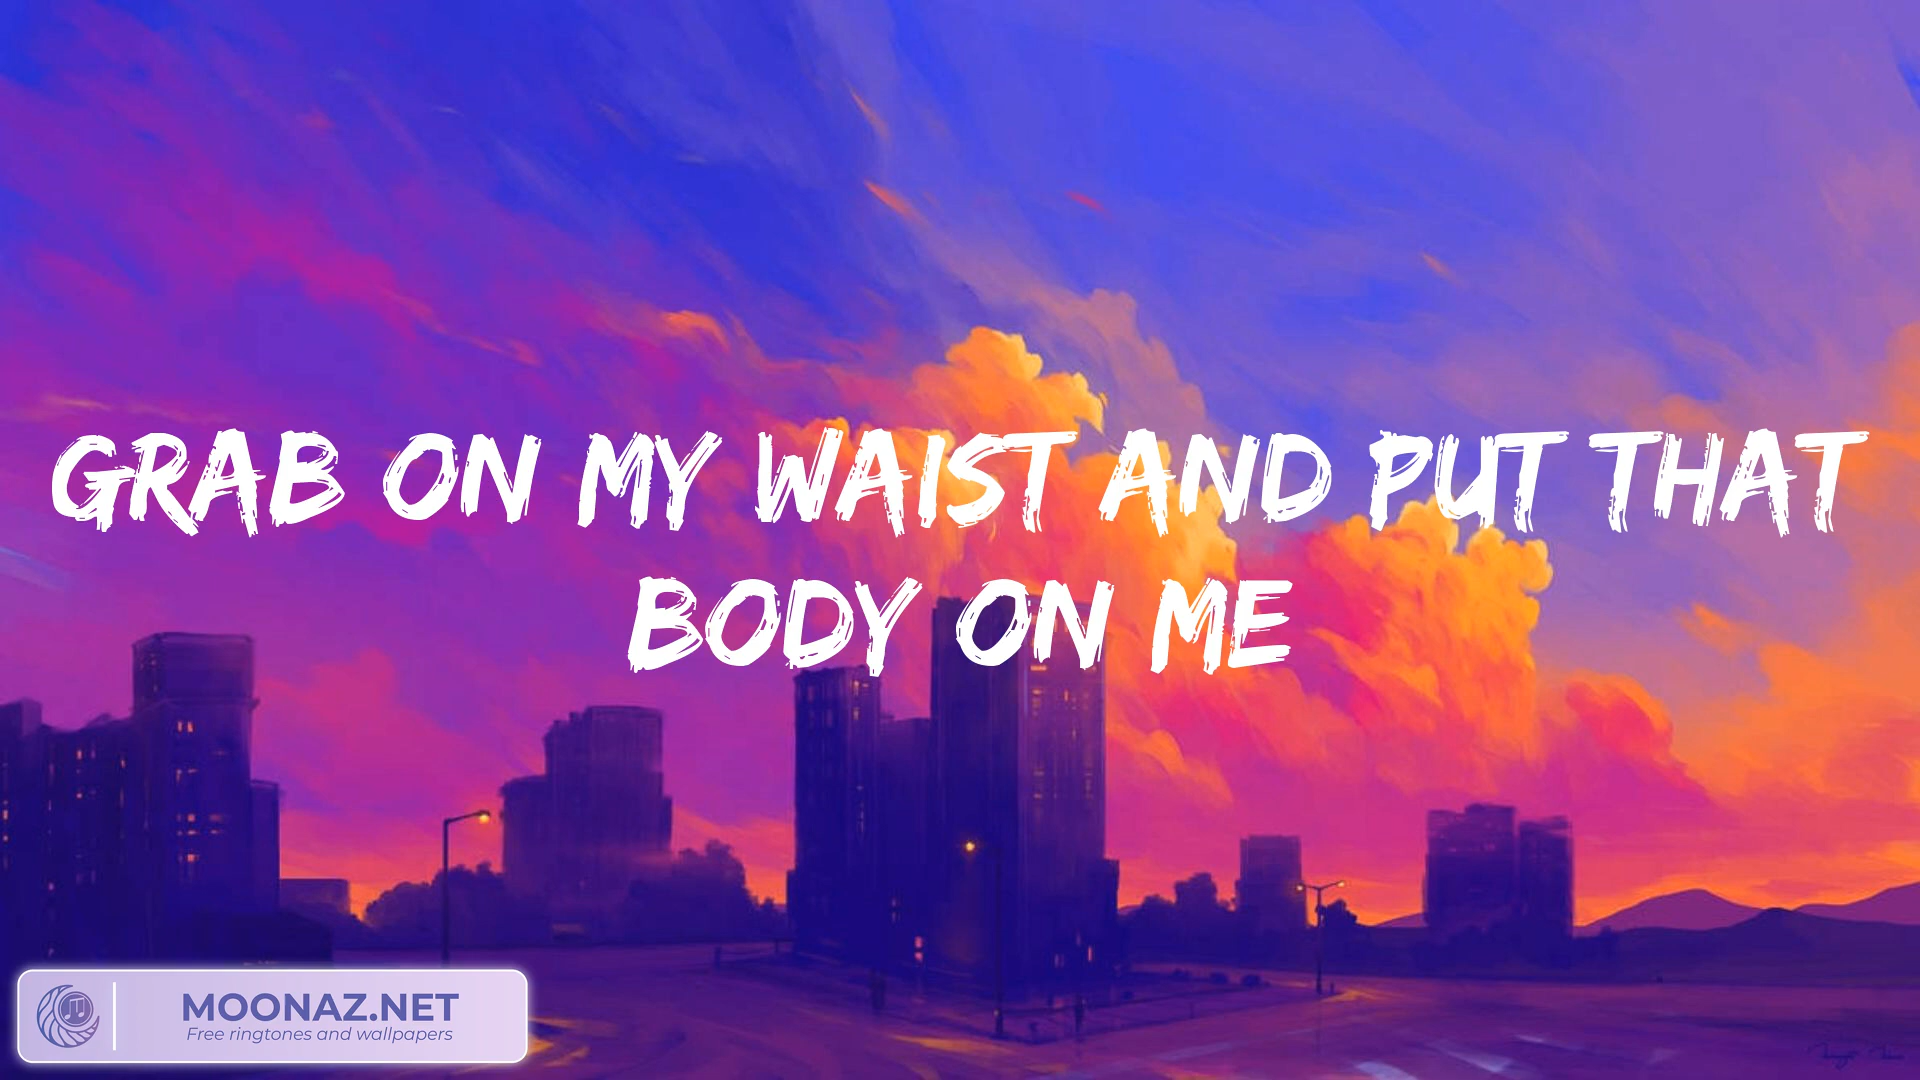 GRAB ON MY WAIST AND PUT THAT
BODY ON ME
MOONAZ.NET
Free ringtones and wallpapers